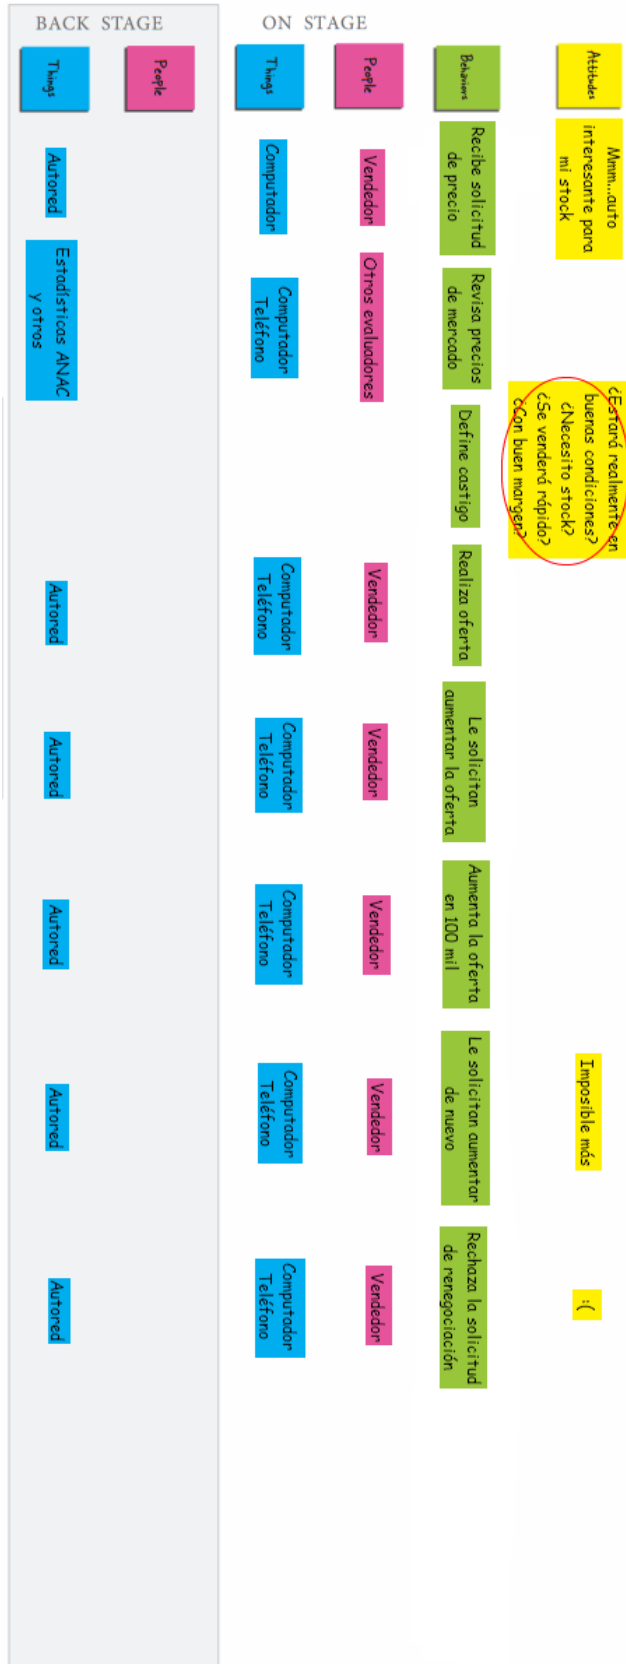 BACK STAGE
ON STAGE
Attitudes
Mmm...auto
interesante para
mi stock
¿Estará realmente en
buenas condiciones?
¿Necesito stock?
¿Se venderá rápido?
¿Con buen margen?
Imposible más
:(
Behaviors
Recibe solicitud
de precio
Revisa precios
de mercado
Define castigo
Realiza oferta
Le solicitan
aumentar la oferta
Aumenta la oferta
en 100 mil
Le solicitan aumentar
de nuevo
Rechaza la solicitud
de renegociación
People
Vendedor
Otros evaluadores
Vendedor
Vendedor
Vendedor
Vendedor
Vendedor
Things
Computador
Computador
Teléfono
Computador
Teléfono
Computador
Teléfono
Computador
Teléfono
Computador
Teléfono
Computador
Teléfono
People
Things
Autored
Estadísticas ANAC
y otros
Autored
Autored
Autored
Autored
Autored